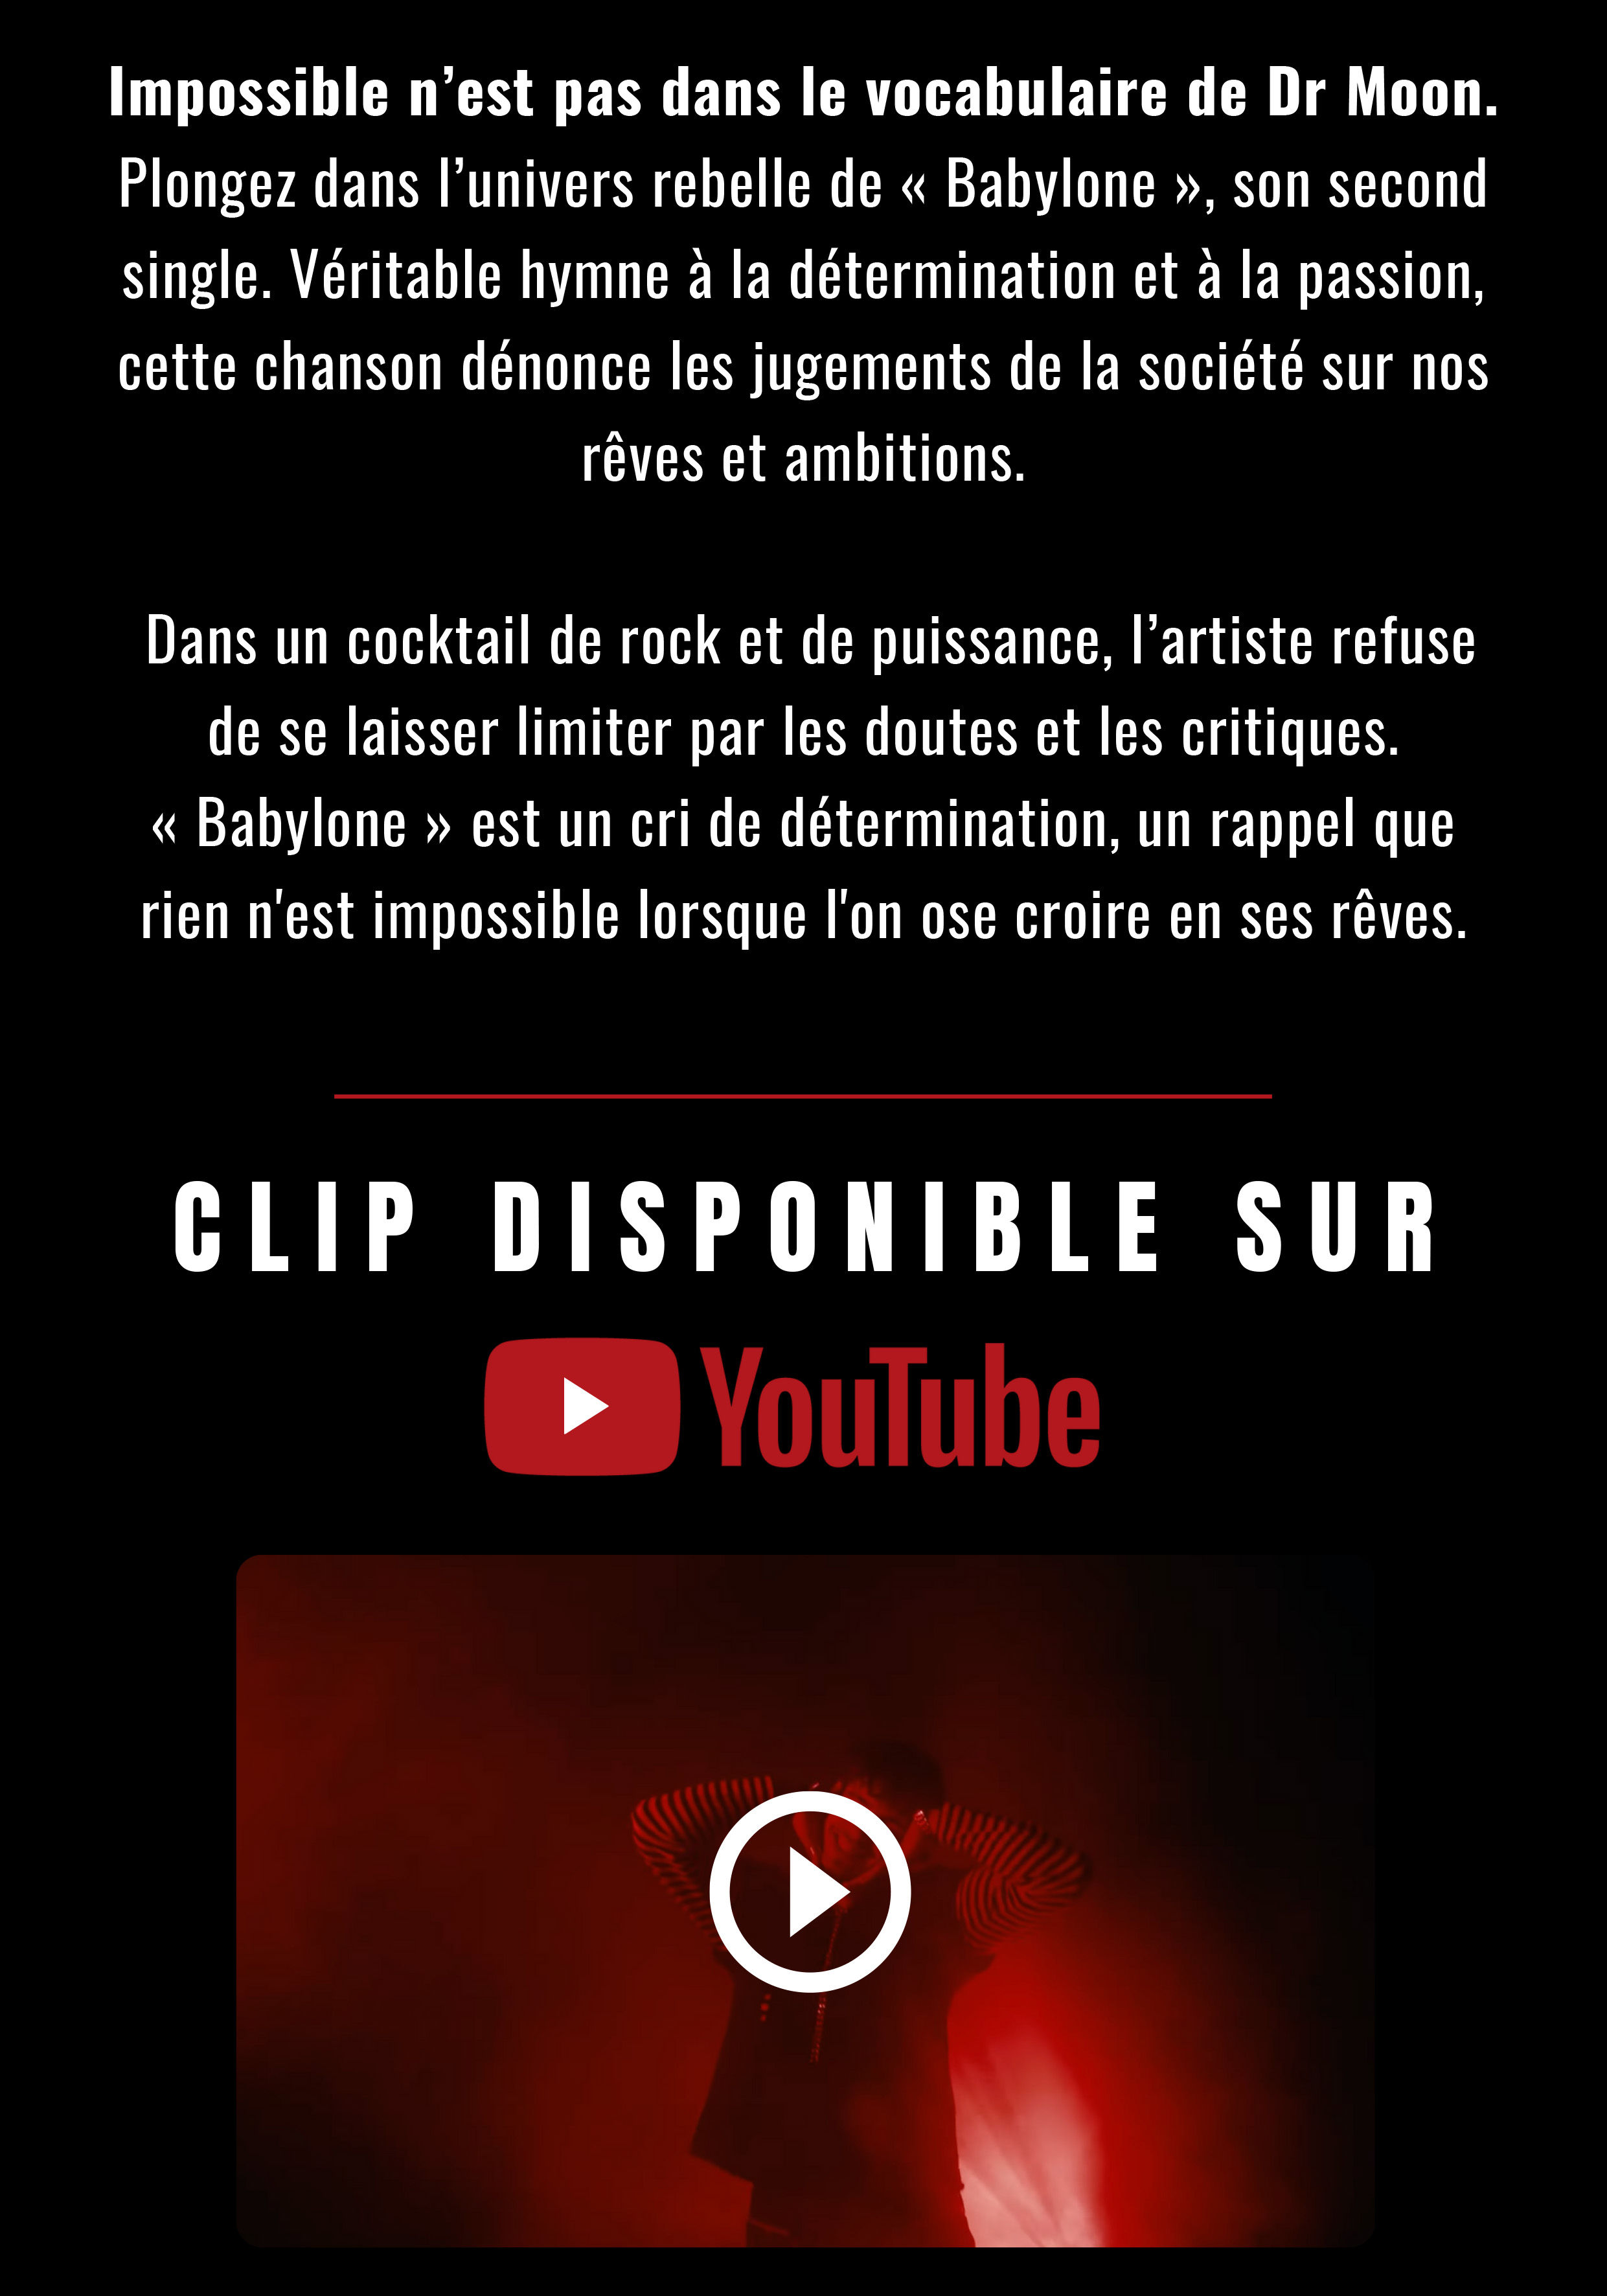 Impossible n’est pas dans le vocabulaire de Dr Moon.
Plongez dans l’univers rebelle de « Babylone », son second
single. Véritable hymne à la détermination et à la passion,
cette chanson dénonce les jugements de la société sur nos
rêves et ambitions.
Dans un cocktail de rock et de puissance, l’artiste refuse
de se laisser limiter par les doutes et les critiques.
« Babylone » est un cri de détermination, un rappel que
rien n'est impossible lorsque l'on ose croire en ses rêves.
CLIP DISPONIBLE SUR
YouTube